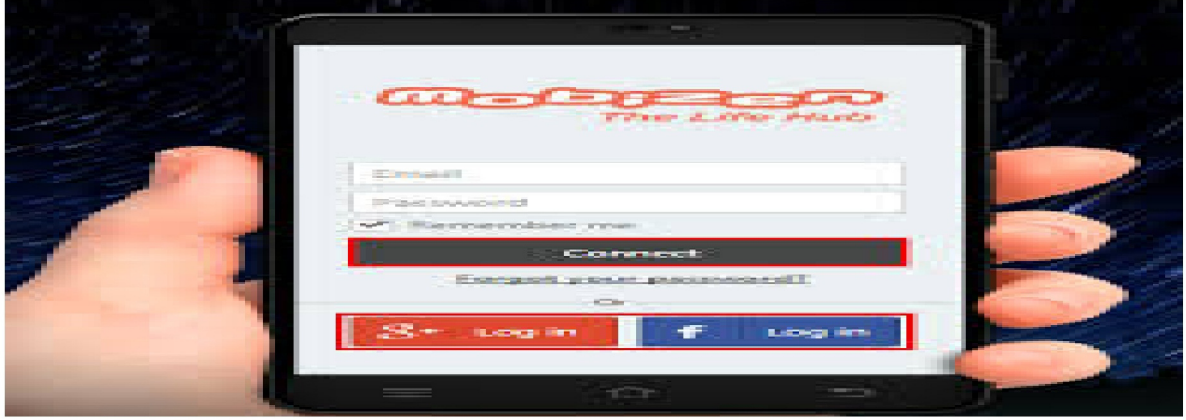 mobizen
The Life Hub
Email
Password
Remember me
Connect
Forgot your password?
or
g+ Log in f Log in